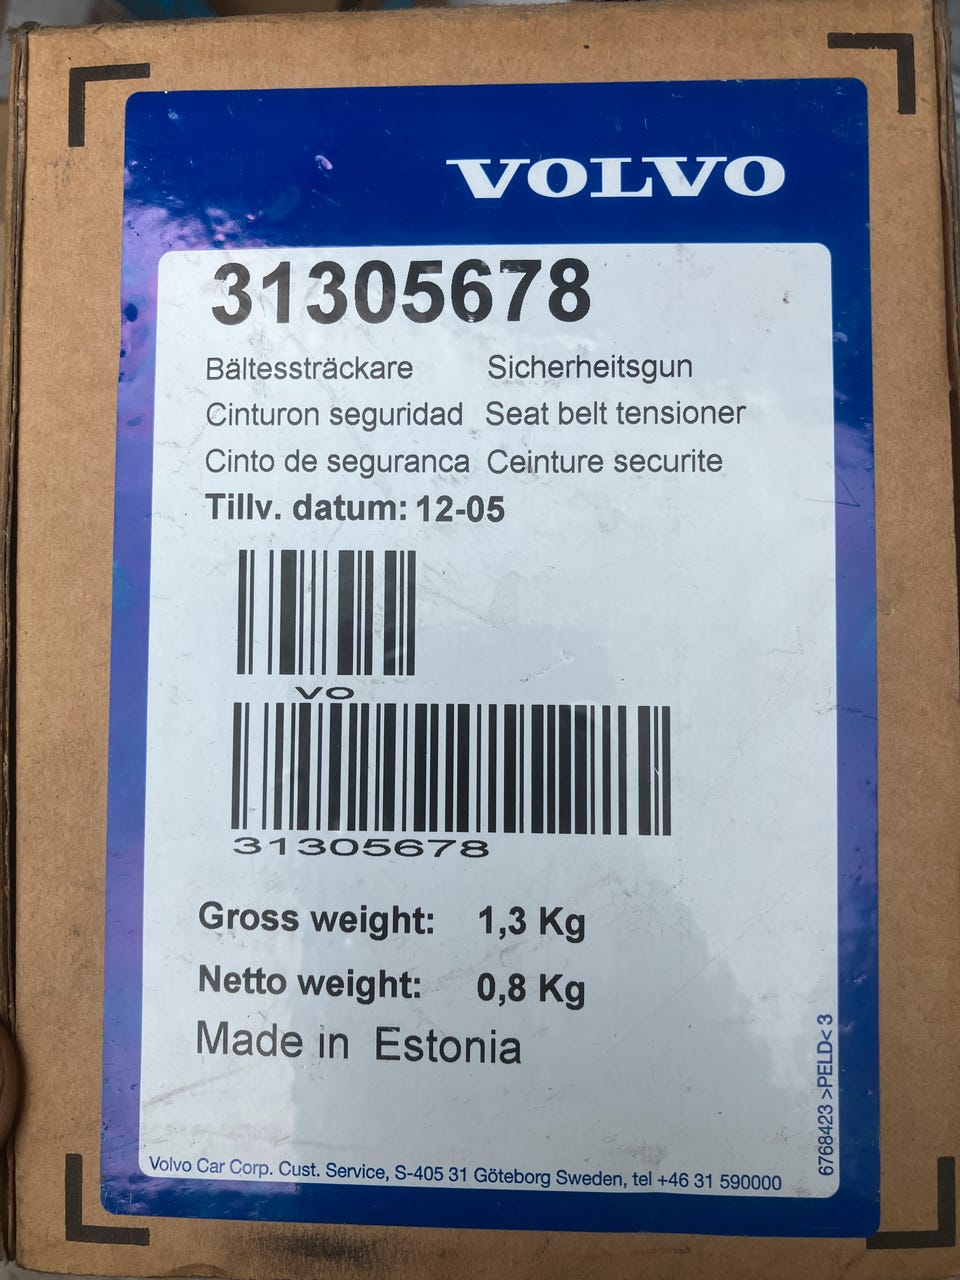 VOLVO
31305678
Bältessträckare Sicherheitsgun
Cinturon seguridad Seat belt tensioner
Cinto de seguranca Ceinture securite
Tillv. datum: 12-05
VO
31305678
Gross weight: 1,3 Kg
Netto weight: 0,8 Kg
Made in Estonia
Volvo Car Corp. Cust. Service, S-405 31 Göteborg Sweden, tel +46 31 590000
6768423 >PELD< 3